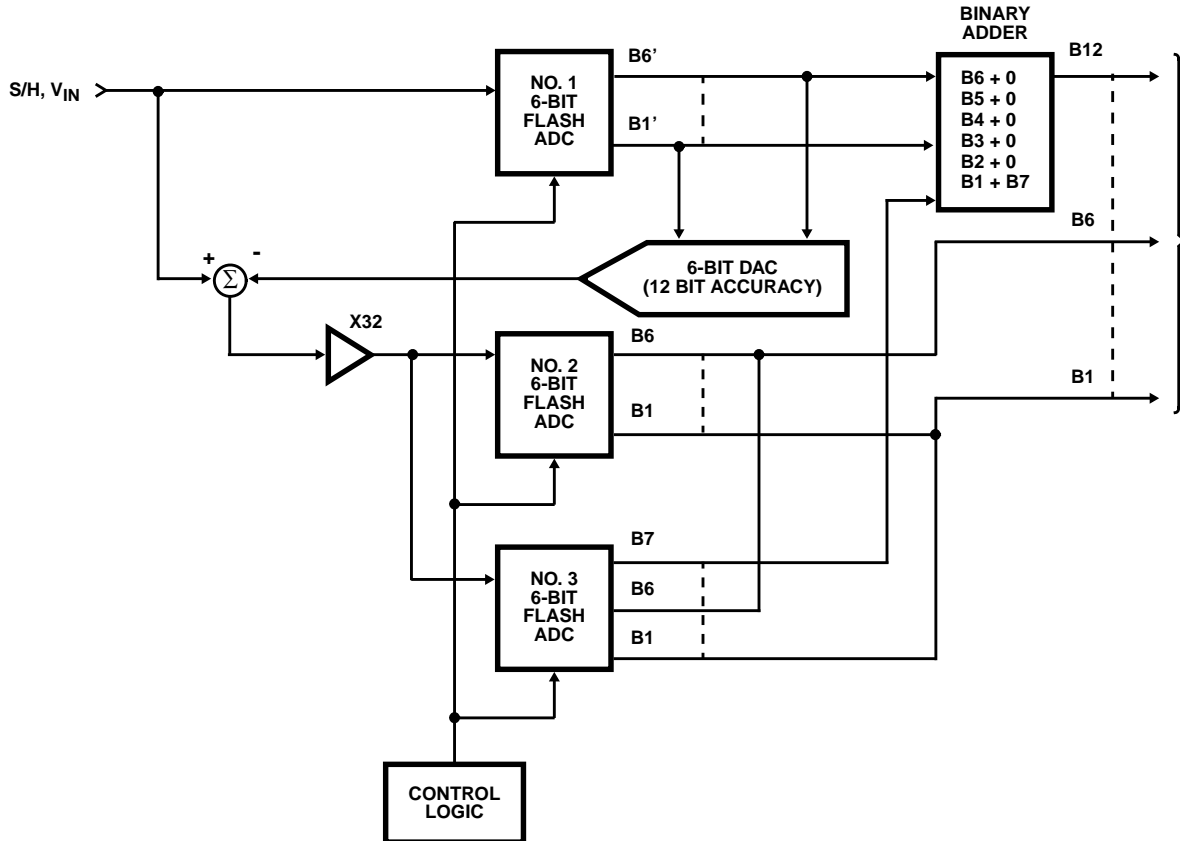 BINARY
ADDER
B6'
B12
S/H, VIN
NO. 1
6-BIT
FLASH
ADC
B6 + 0
B5 + 0
B4 + 0
B3 + 0
B2 + 0
B1 + B7
B1'
B6
+
-
Σ
6-BIT DAC
(12 BIT ACCURACY)
X32
B6
NO. 2
6-BIT
FLASH
ADC
B1
B1
B7
NO. 3
6-BIT
FLASH
ADC
B6
B1
CONTROL
LOGIC